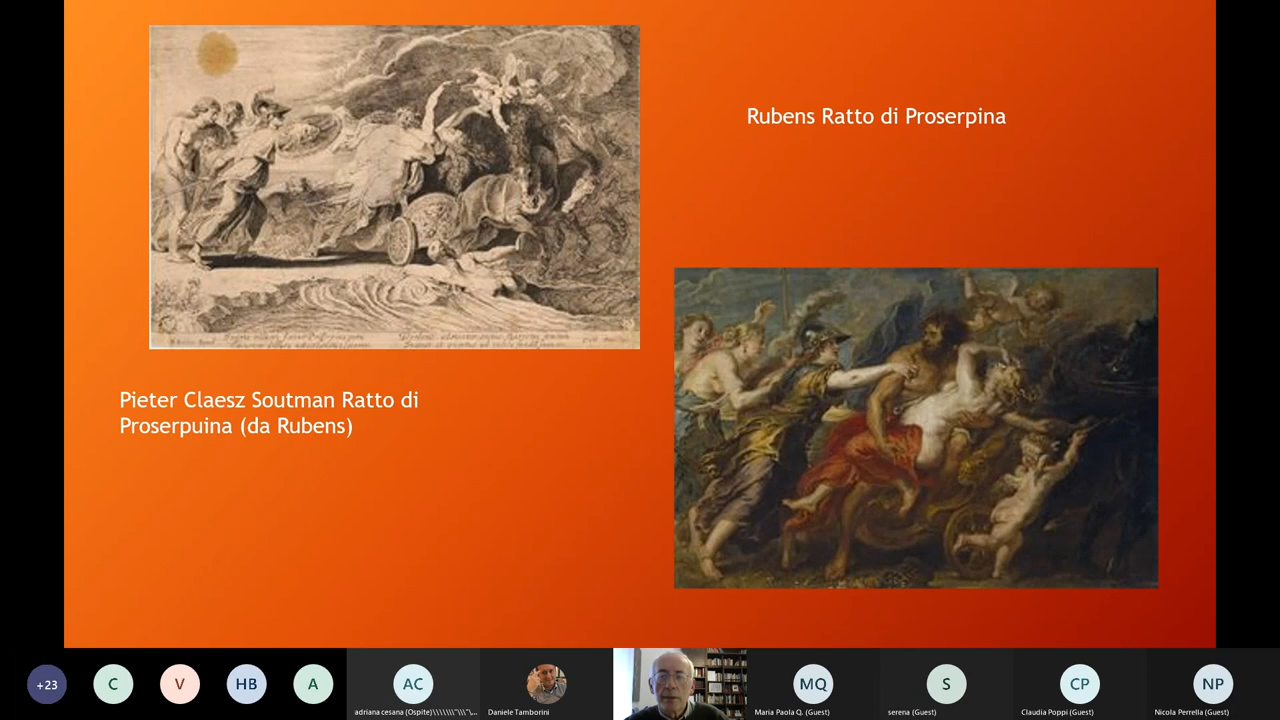 Rubens Ratto di Proserpina
Pieter Claesz Soutman Ratto di
Proserpuina (da Rubens)
+23
C
V
HB
A
AC
MQ
S
CP
NP
adriana cesana (Ospite)\\\\\\\"\\\"\...
Daniele Tamborini
Maria Paola Q. (Guest)
serena (Guest)
Claudia Poppi (Guest)
Nicola Perrella (Guest)